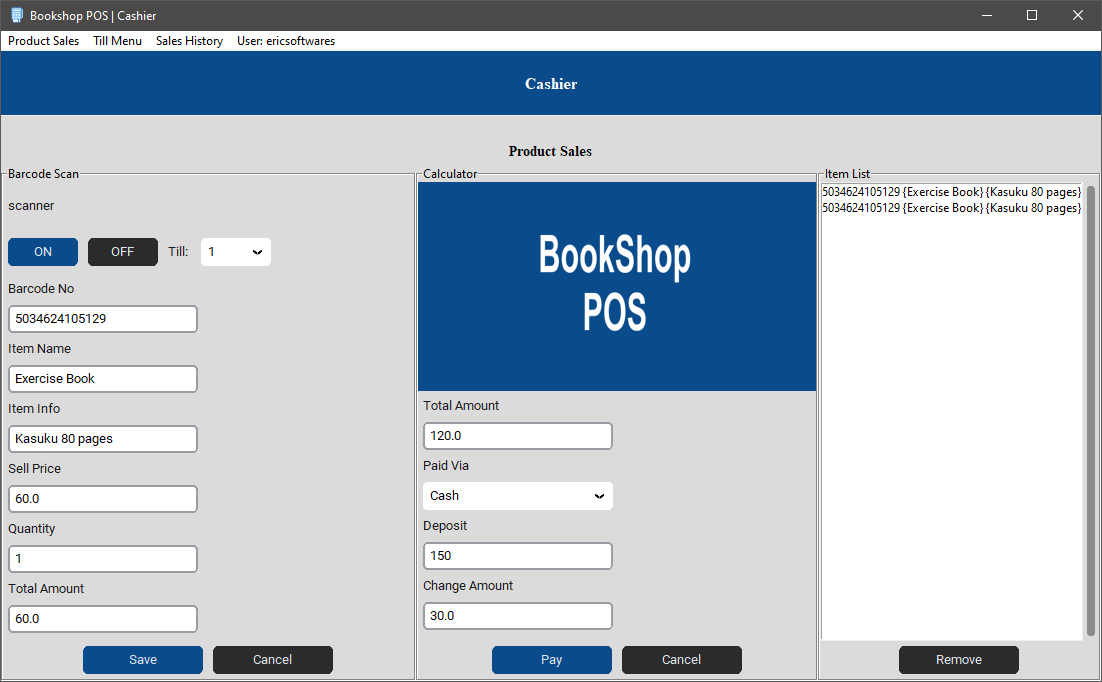 Bookshop POS | Cashier
Product Sales Till Menu Sales History User: ericsoftwares
Cashier
Product Sales
Barcode Scan
scanner
ON OFF Till: 1
Barcode No
5034624105129
Item Name
Exercise Book
Item Info
Kasuku 80 pages
Sell Price
60.0
Quantity
1
Total Amount
60.0
Save Cancel
Calculator
BookShop
POS
Total Amount
120.0
Paid Via
Cash
Deposit
150
Change Amount
30.0
Pay Cancel
Item List
5034624105129 {Exercise Book} {Kasuku 80 pages}
5034624105129 {Exercise Book} {Kasuku 80 pages}
Remove